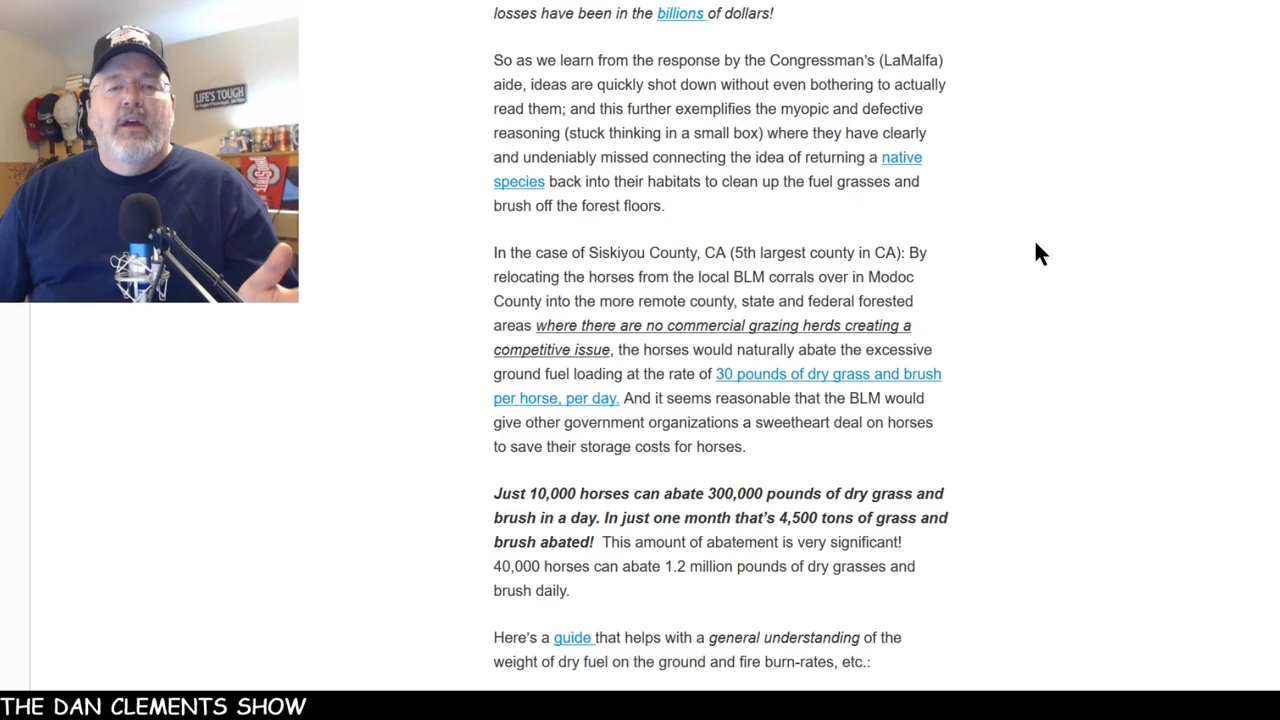 LIFE'S TOUGH
losses have been in the billions of dollars!
So as we learn from the response by the Congressman's (LaMalfa)
aide, ideas are quickly shot down without even bothering to actually
read them; and this further exemplifies the myopic and defective
reasoning (stuck thinking in a small box) where they have clearly
and undeniably missed connecting the idea of returning a native
species back into their habitats to clean up the fuel grasses and
brush off the forest floors.
In the case of Siskiyou County, CA (5th largest county in CA): By
relocating the horses from the local BLM corrals over in Modoc
County into the more remote county, state and federal forested
areas where there are no commercial grazing herds creating a
competitive issue, the horses would naturally abate the excessive
ground fuel loading at the rate of 30 pounds of dry grass and brush
per horse, per day. And it seems reasonable that the BLM would
give other government organizations a sweetheart deal on horses
to save their storage costs for horses.
Just 10,000 horses can abate 300,000 pounds of dry grass and
brush in a day. In just one month that's 4,500 tons of grass and
brush abated! This amount of abatement is very significant!
40,000 horses can abate 1.2 million pounds of dry grasses and
brush daily.
Here's a guide that helps with a general understanding of the
weight of dry fuel on the ground and fire burn-rates, etc.:
THE DAN CLEMENTS SHOW